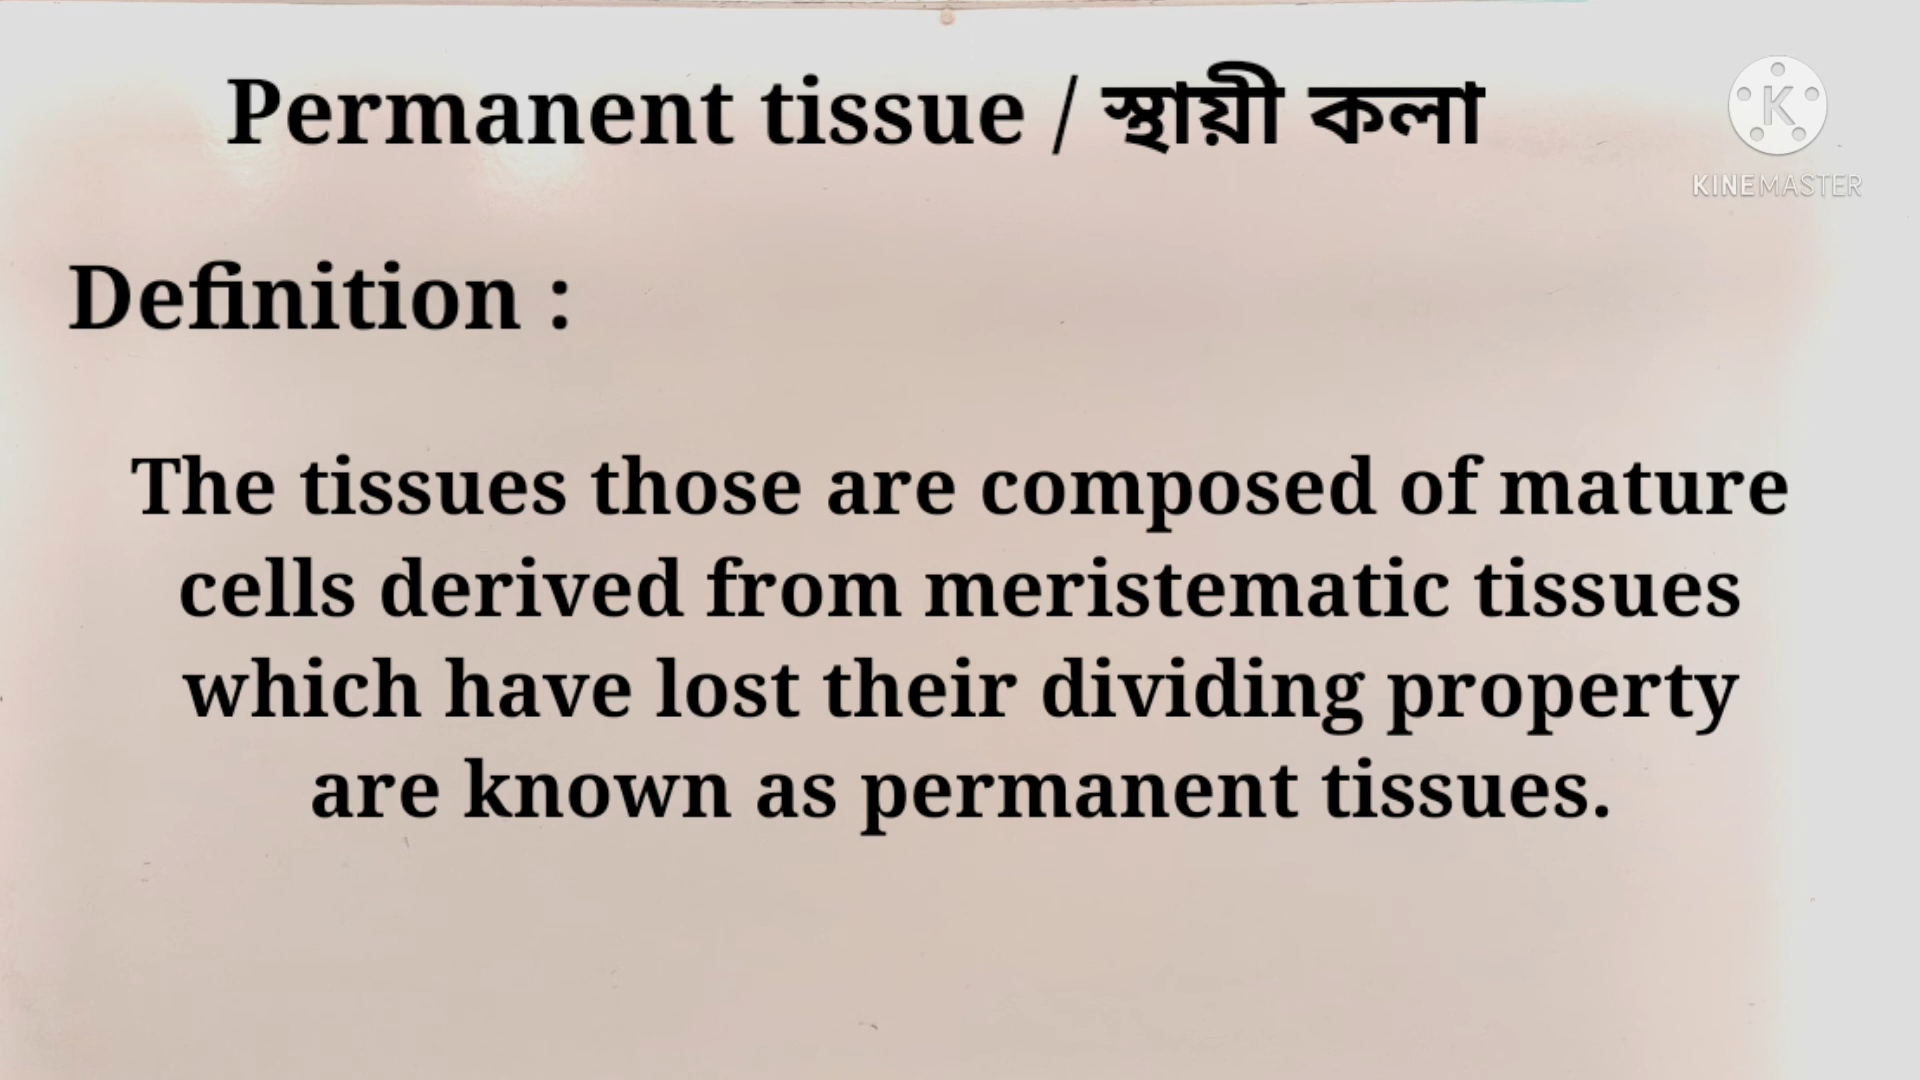 Permanent tissue / স্থায়ী কলা
K
KINEMASTER
Definition :
The tissues those are composed of mature
cells derived from meristematic tissues
which have lost their dividing property
are known as permanent tissues.